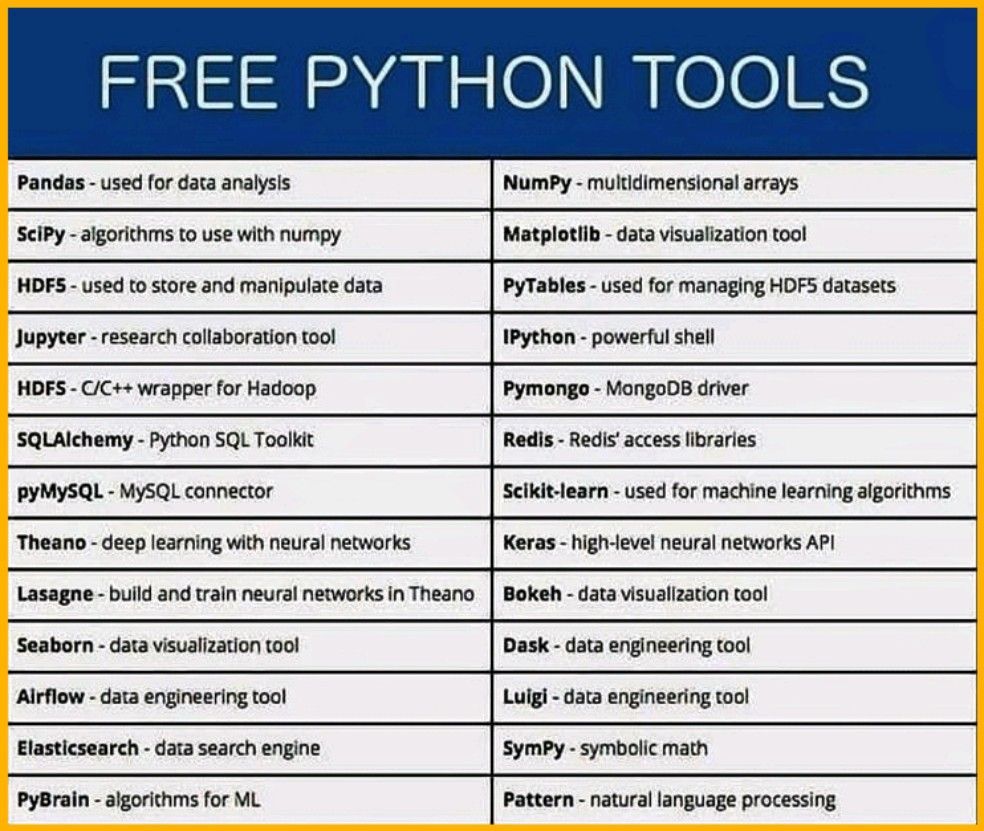 FREE PYTHON TOOLS
Pandas - used for data analysis
NumPy - multidimensional arrays
SciPy - algorithms to use with numpy
Matplotlib - data visualization tool
HDF5 - used to store and manipulate data
PyTables - used for managing HDF5 datasets
Jupyter - research collaboration tool
IPython - powerful shell
HDFS - C/C++ wrapper for Hadoop
Pymongo - MongoDB driver
SQLAlchemy - Python SQL Toolkit
Redis - Redis' access libraries
pyMySQL - MySQL connector
Scikit-learn - used for machine learning algorithms
Theano - deep learning with neural networks
Keras - high-level neural networks API
Lasagne - build and train neural networks in Theano
Bokeh - data visualization tool
Seaborn - data visualization tool
Dask - data engineering tool
Airflow - data engineering tool
Luigi - data engineering tool
Elasticsearch - data search engine
SymPy - symbolic math
PyBrain - algorithms for ML
Pattern - natural language processing